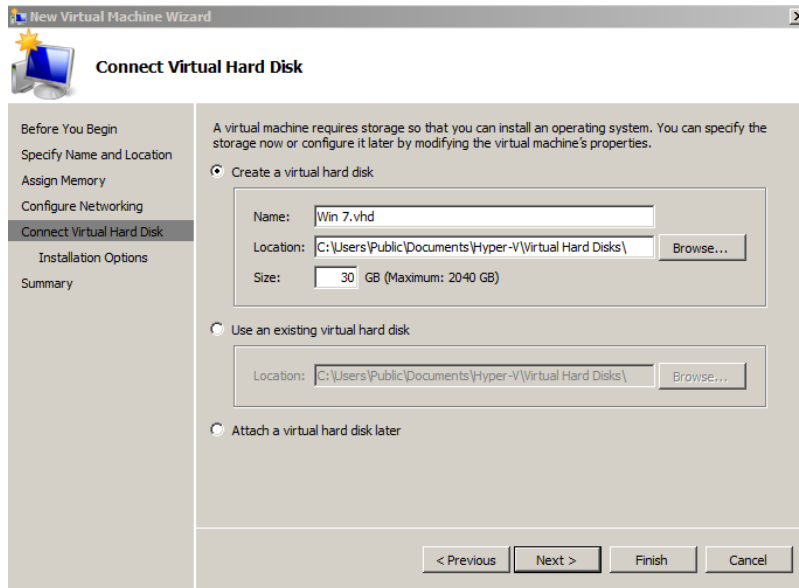 New Virtual Machine Wizard
Connect Virtual Hard Disk
Before You Begin
Specify Name and Location
Assign Memory
Configure Networking
Connect Virtual Hard Disk
Installation Options
Summary
A virtual machine requires storage so that you can install an operating system. You can specify the
storage now or configure it later by modifying the virtual machine's properties.
Create a virtual hard disk
Name: Win 7.vhd
Location: C:\Users\Public\Documents\Hyper-V\Virtual Hard Disks\ Browse...
Size: 30 GB (Maximum: 2040 GB)
Use an existing virtual hard disk
Location: C:\Users\Public\Documents\Hyper-V\Virtual Hard Disks\ Browse...
Attach a virtual hard disk later
< Previous Next > Finish Cancel